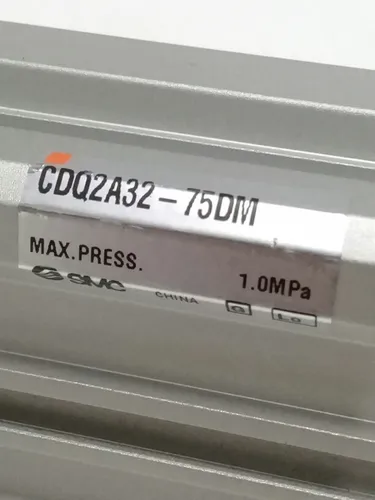 CDQ2A32-75DM
MAX.PRESS. 1.0MPa
SMC CHINA G